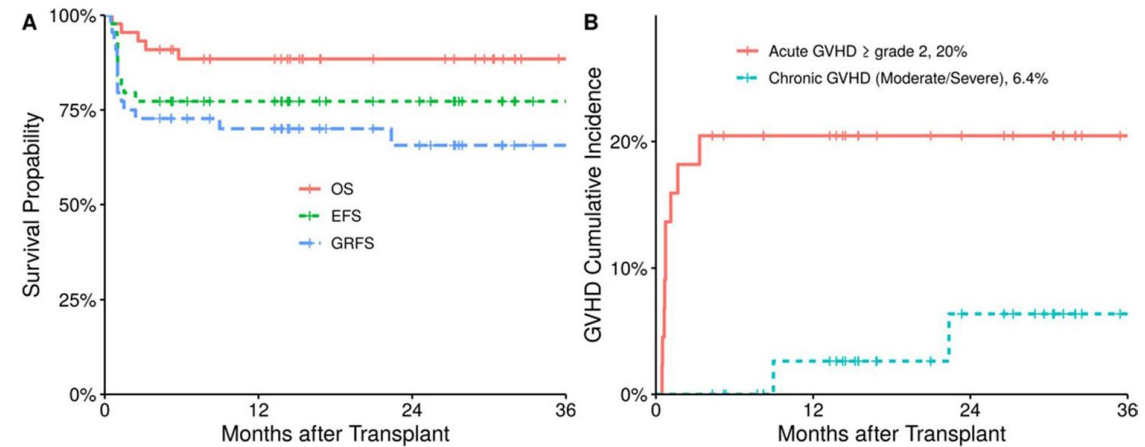 A
100%
75%
50%
25%
0%
Survival Propability
OS
EFS
GRFS
0 12 24 36
Months after Transplant
B
Acute GVHD ≥ grade 2, 20%
Chronic GVHD (Moderate/Severe), 6.4%
20%
10%
0%
GVHD Cumulative Incidence
0 12 24 36
Months after Transplant